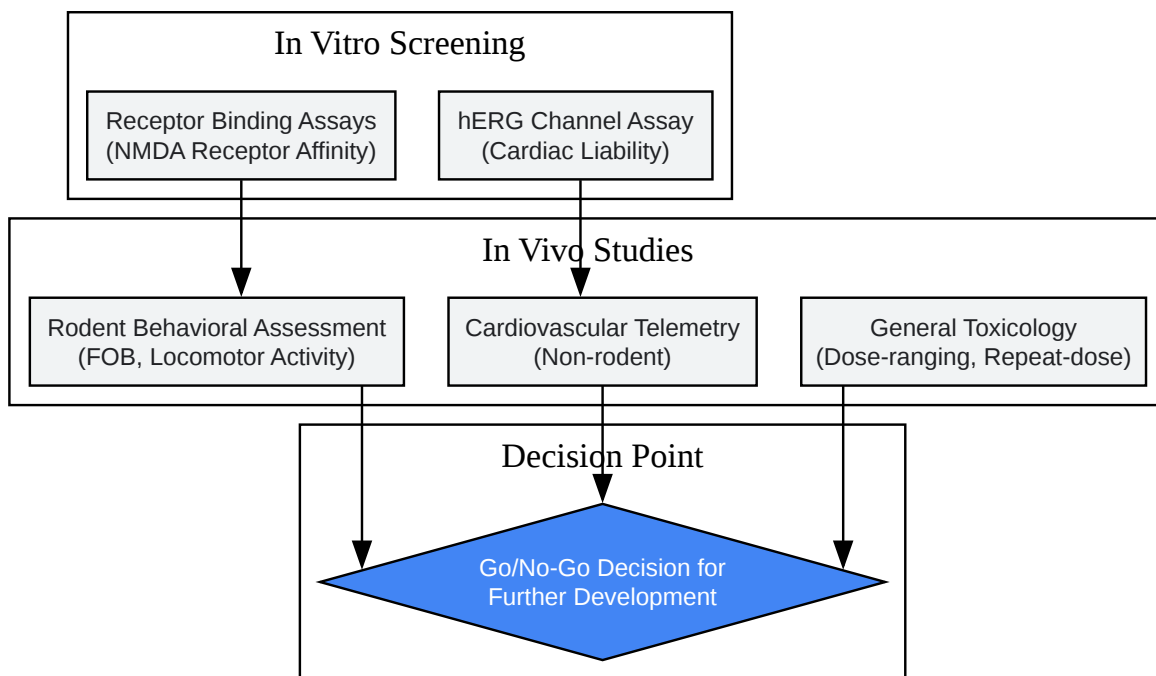 In Vitro Screening
Receptor Binding Assays
(NMDA Receptor Affinity)
hERG Channel Assay
(Cardiac Liability)
In Vivo Studies
Rodent Behavioral Assessment
(FOB, Locomotor Activity)
Cardiovascular Telemetry
(Non-rodent)
General Toxicology
(Dose-ranging, Repeat-dose)
Decision Point
Go/No-Go Decision for
Further Development